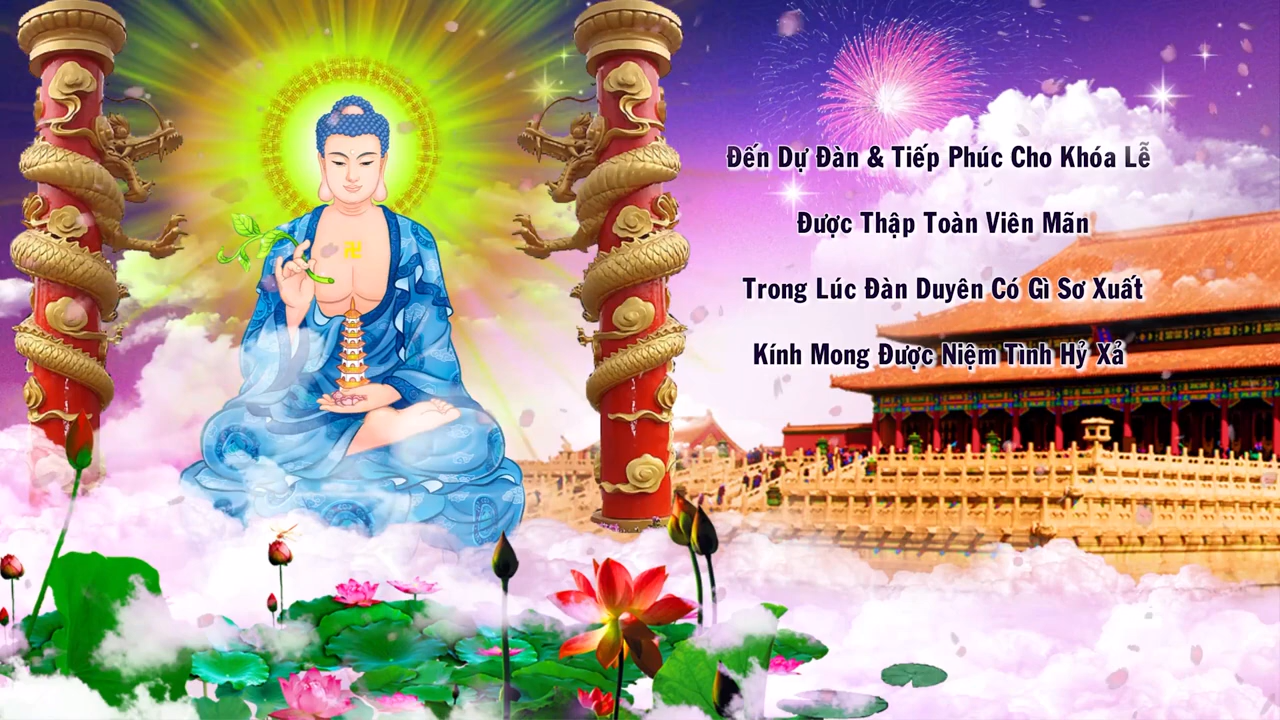 Đến Dự Đàn & Tiếp Phúc Cho Khóa Lễ
Được Thập Toàn Viên Mãn
Trong Lúc Đàn Duyên Có Gì Sơ Xuất
Kính Mong Được Niệm Tình Hỷ Xả